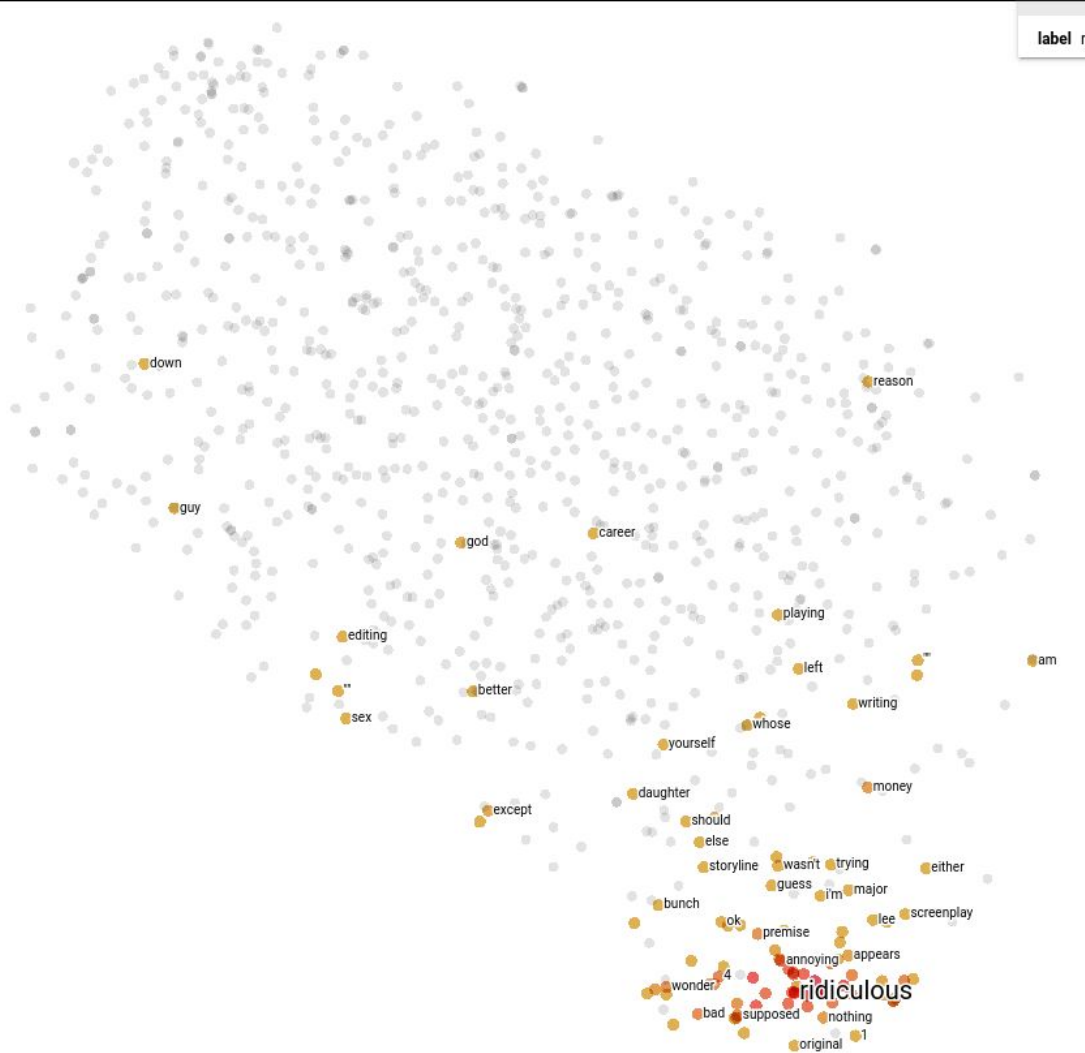 label
down
reason
guy
god
career
playing
editing
left
""
am
""
better
writing
sex
whose
yourself
money
daughter
except
should
else
storyline
wasn't
trying
either
guess
i'm
major
bunch
ok
lee
screenplay
premise
annoying
appears
4
wonder
ridiculous
bad
supposed
nothing
1
original